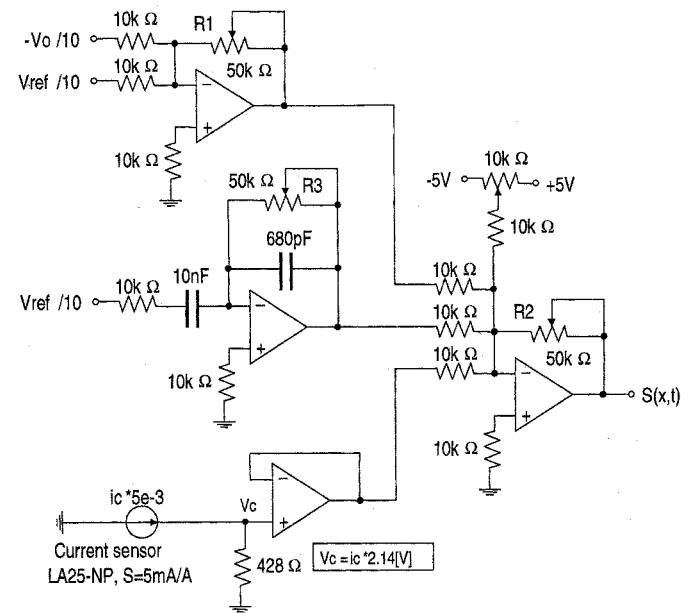 10k Ω
R1
-Vo /10
10k Ω
50k Ω
Vref /10
10k Ω
10k Ω
-5V
+5V
50k Ω
R3
10k Ω
680pF
10k Ω
10nF
10k Ω
Vref /10
10k Ω
R2
10k Ω
50k Ω
10k Ω
S(x,t)
10k Ω
ic *5e-3
Vc
Current sensor
428 Ω
Vc = ic *2.14[V]
LA25-NP, S=5mA/A